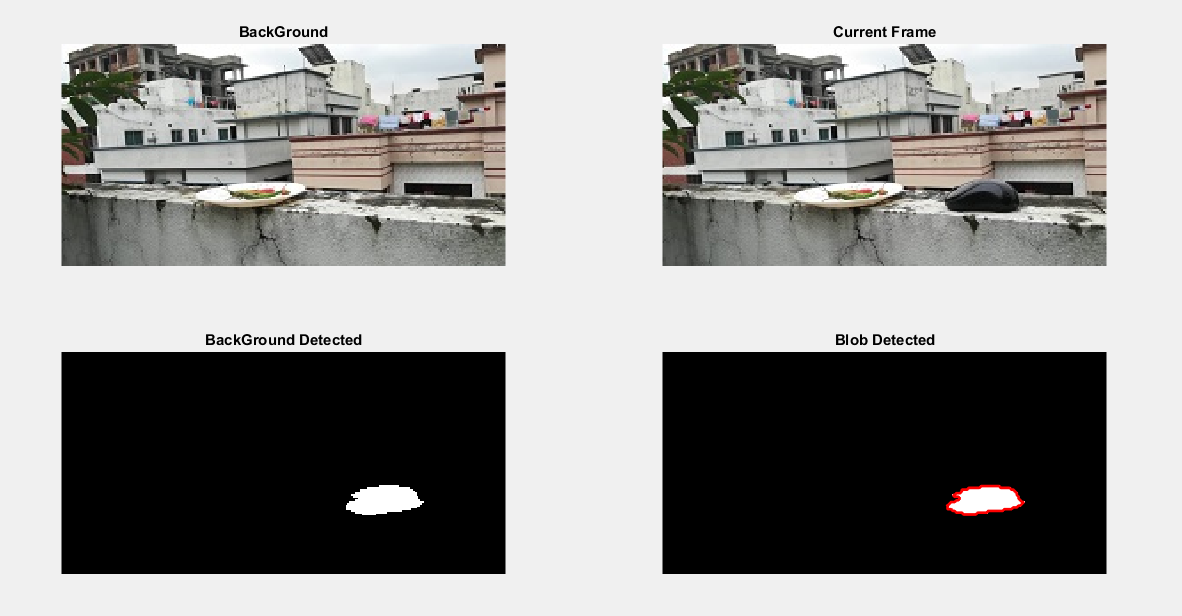 BackGround
Current Frame
BackGround Detected
Blob Detected